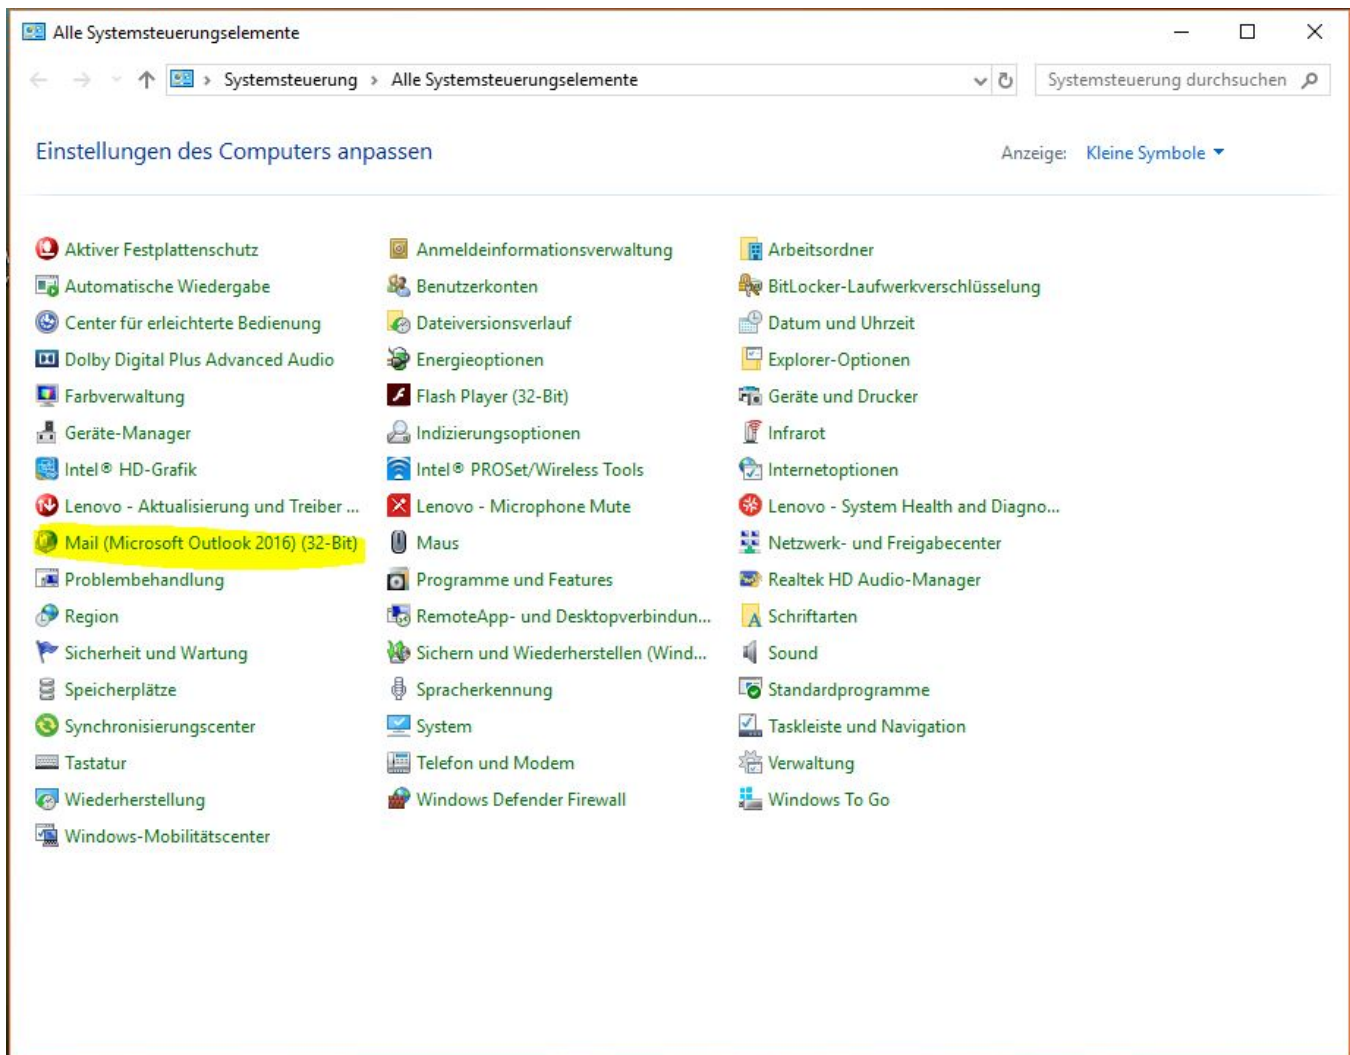 Alle Systemsteuerungselemente
Systemsteuerung > Alle Systemsteuerungselemente
Systemsteuerung durchsuchen
Einstellungen des Computers anpassen
Anzeige: Kleine Symbole
Aktiver Festplattenschutz Anmeldeinformationsverwaltung Arbeitsordner
Automatische Wiedergabe Benutzerkonten BitLocker-Laufwerkverschlüsselung
Center für erleichterte Bedienung Dateiversionsverlauf Datum und Uhrzeit
Dolby Digital Plus Advanced Audio Energieoptionen Explorer-Optionen
Farbverwaltung Flash Player (32-Bit) Geräte und Drucker
Geräte-Manager Indizierungsoptionen Infrarot
Intel® HD-Grafik Intel® PROSet/Wireless Tools Internetoptionen
Lenovo - Aktualisierung und Treiber ... Lenovo - Microphone Mute Lenovo - System Health and Diagno...
Mail (Microsoft Outlook 2016) (32-Bit) Maus Netzwerk- und Freigabecenter
Problembehandlung Programme und Features Realtek HD Audio-Manager
Region RemoteApp- und Desktopverbindun... Schriftarten
Sicherheit und Wartung Sichern und Wiederherstellen (Wind... Sound
Speicherplätze Spracherkennung Standardprogramme
Synchronisierungscenter System Taskleiste und Navigation
Tastatur Telefon und Modem Verwaltung
Wiederherstellung Windows Defender Firewall Windows To Go
Windows-Mobilitätscenter